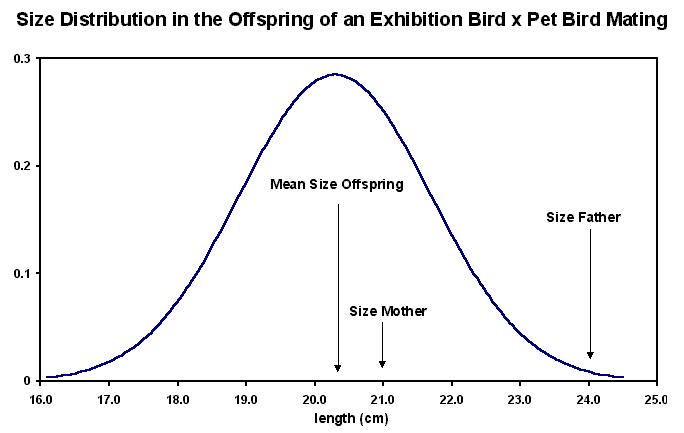 Size Distribution in the Offspring of an Exhibition Bird x Pet Bird Mating
0.3
0.2
0.1
0
Mean Size Offspring
Size Father
Size Mother
16.0 17.0 18.0 19.0 20.0 21.0 22.0 23.0 24.0 25.0
length (cm)